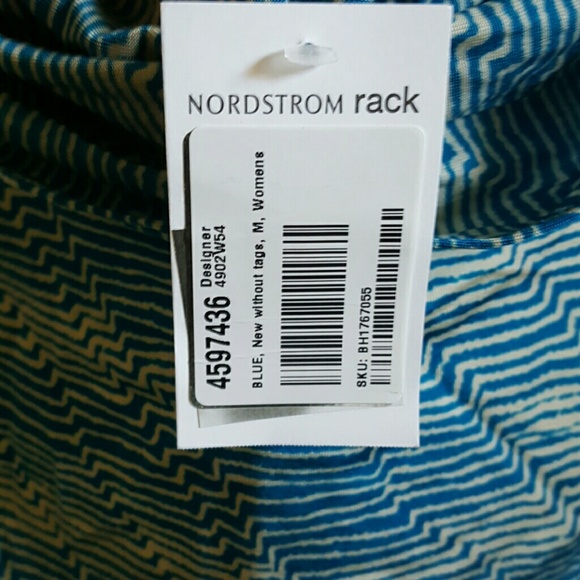 NORDSTROM rack
4597436
Designer
4902W54
BLUE, New without tags, M, Womens
SKU: BH1767055